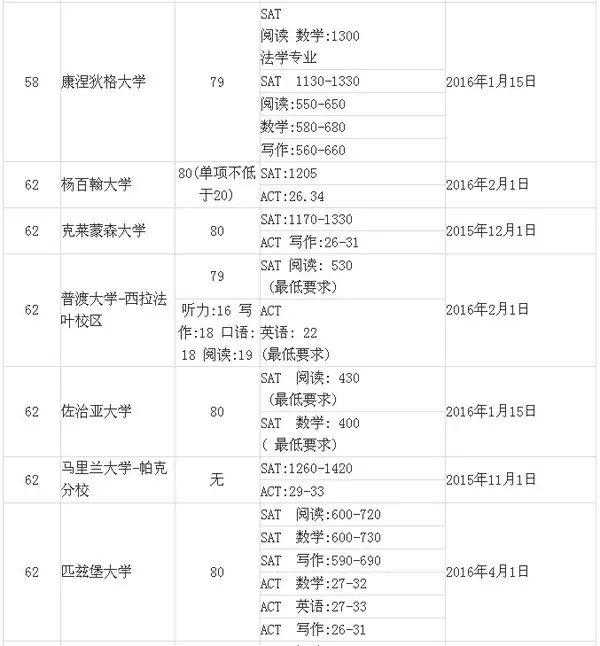 SAT
阅读 数学:1300
法学专业
58 康涅狄格大学 79 SAT 1130-1330 2016年1月15日
阅读:550-650
数学:580-680
写作:560-660
62 杨百翰大学 80(单项不低于20) SAT:1205 2016年2月1日
ACT:26.34
62 克莱蒙森大学 80 SAT:1170-1330 2015年12月1日
ACT 写作:26-31
62 普渡大学-西拉法叶校区 79 SAT 阅读: 530 2016年2月1日
(最低要求)
听力:16 写作:18 口语:18 阅读:19 ACT
英语: 22
(最低要求)
62 佐治亚大学 80 SAT 阅读: 430 2016年1月15日
(最低要求)
SAT 数学: 400
( 最低要求)
62 马里兰大学-帕克分校 无 SAT:1260-1420 2015年11月1日
ACT:29-33
62 匹兹堡大学 80 SAT 阅读:600-720 2016年4月1日
SAT 数学:600-730
SAT 写作:590-690
ACT 数学:27-32
ACT 英语:27-33
ACT 写作:26-31